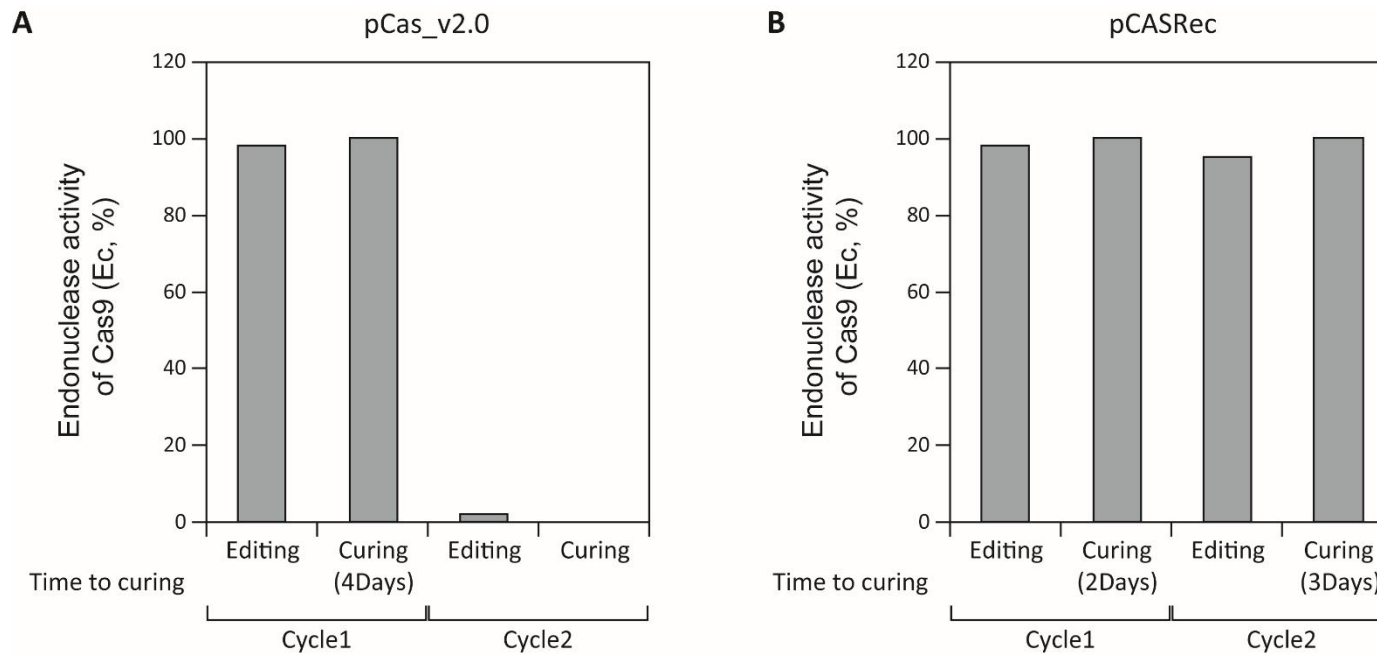 A
pCas_v2.0
120
100
80
60
40
20
0
Endonuclease activity
of Cas9 (Ec, %)
Editing
Curing
Editing
Curing
Time to curing
(4Days)
Cycle1
Cycle2
B
pCASRec
120
100
80
60
40
20
0
Endonuclease activity
of Cas9 (Ec, %)
Editing
Curing
Editing
Curing
Time to curing
(2Days)
(3Days)
Cycle1
Cycle2